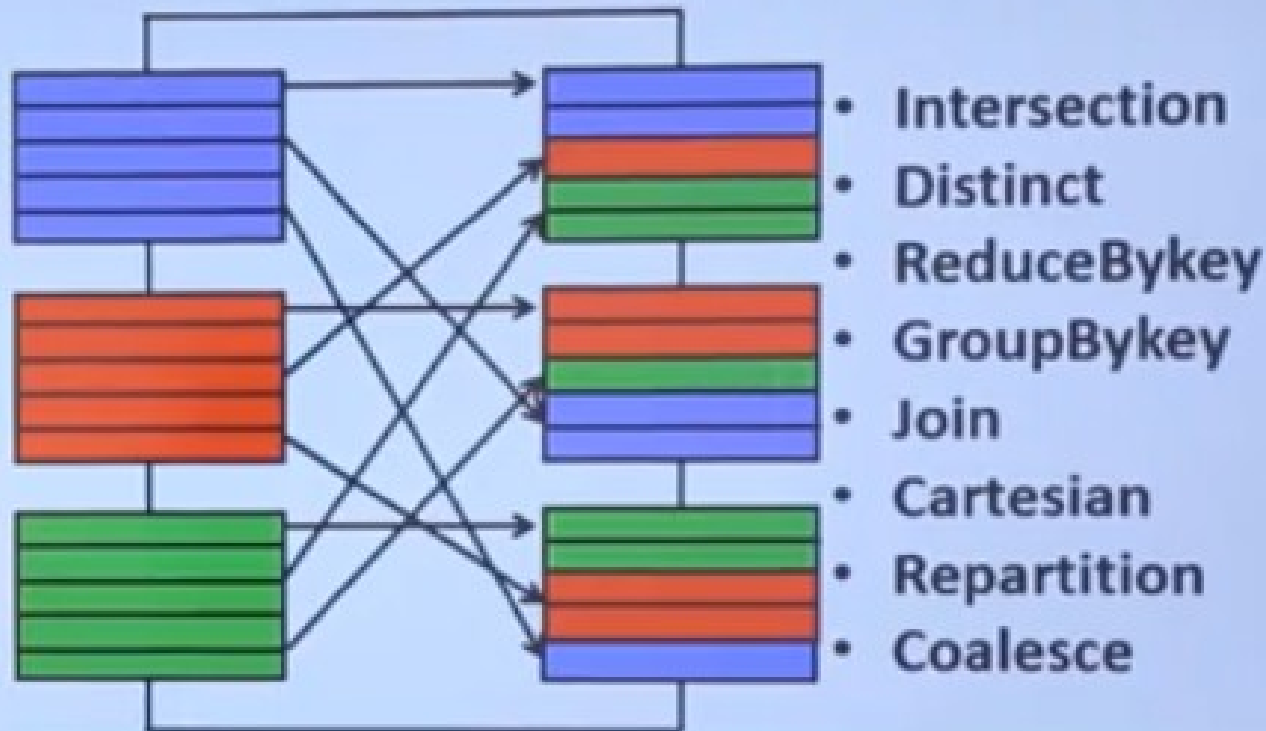 • Intersection
• Distinct
• ReduceBykey
• GroupBykey
• Join
• Cartesian
• Repartition
• Coalesce